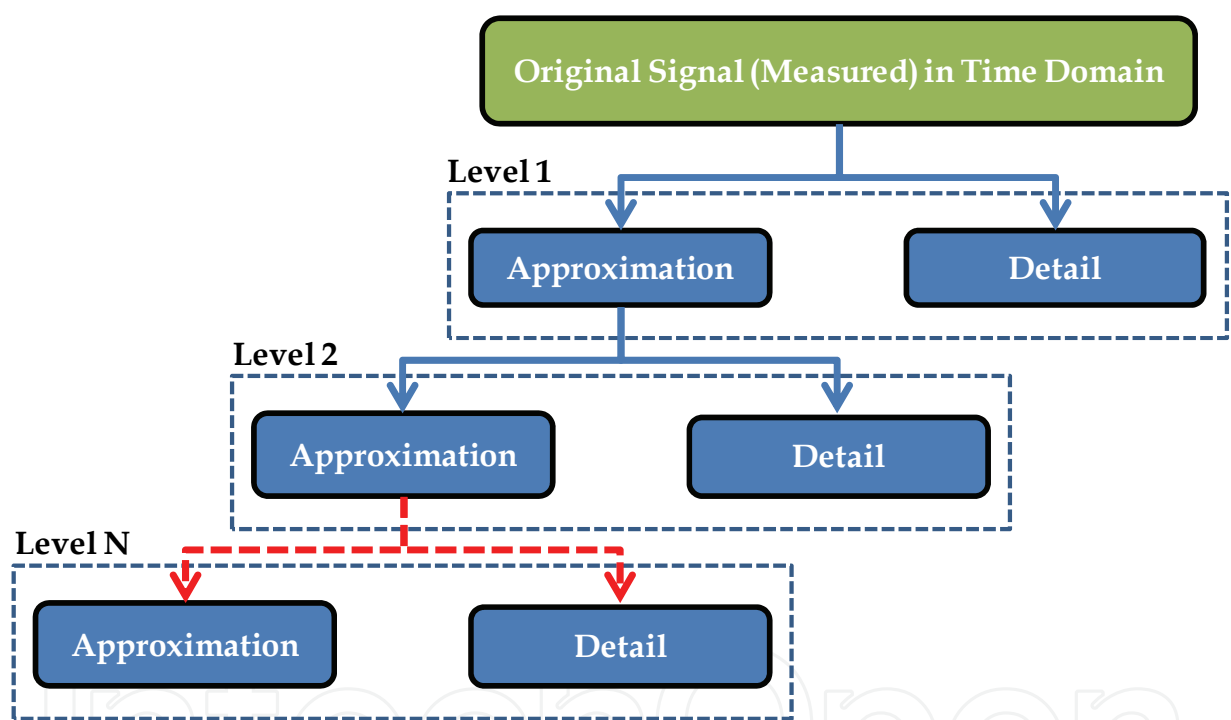 Original Signal (Measured) in Time Domain
Level 1
Approximation
Detail
Level 2
Approximation
Detail
Level N
Approximation
Detail